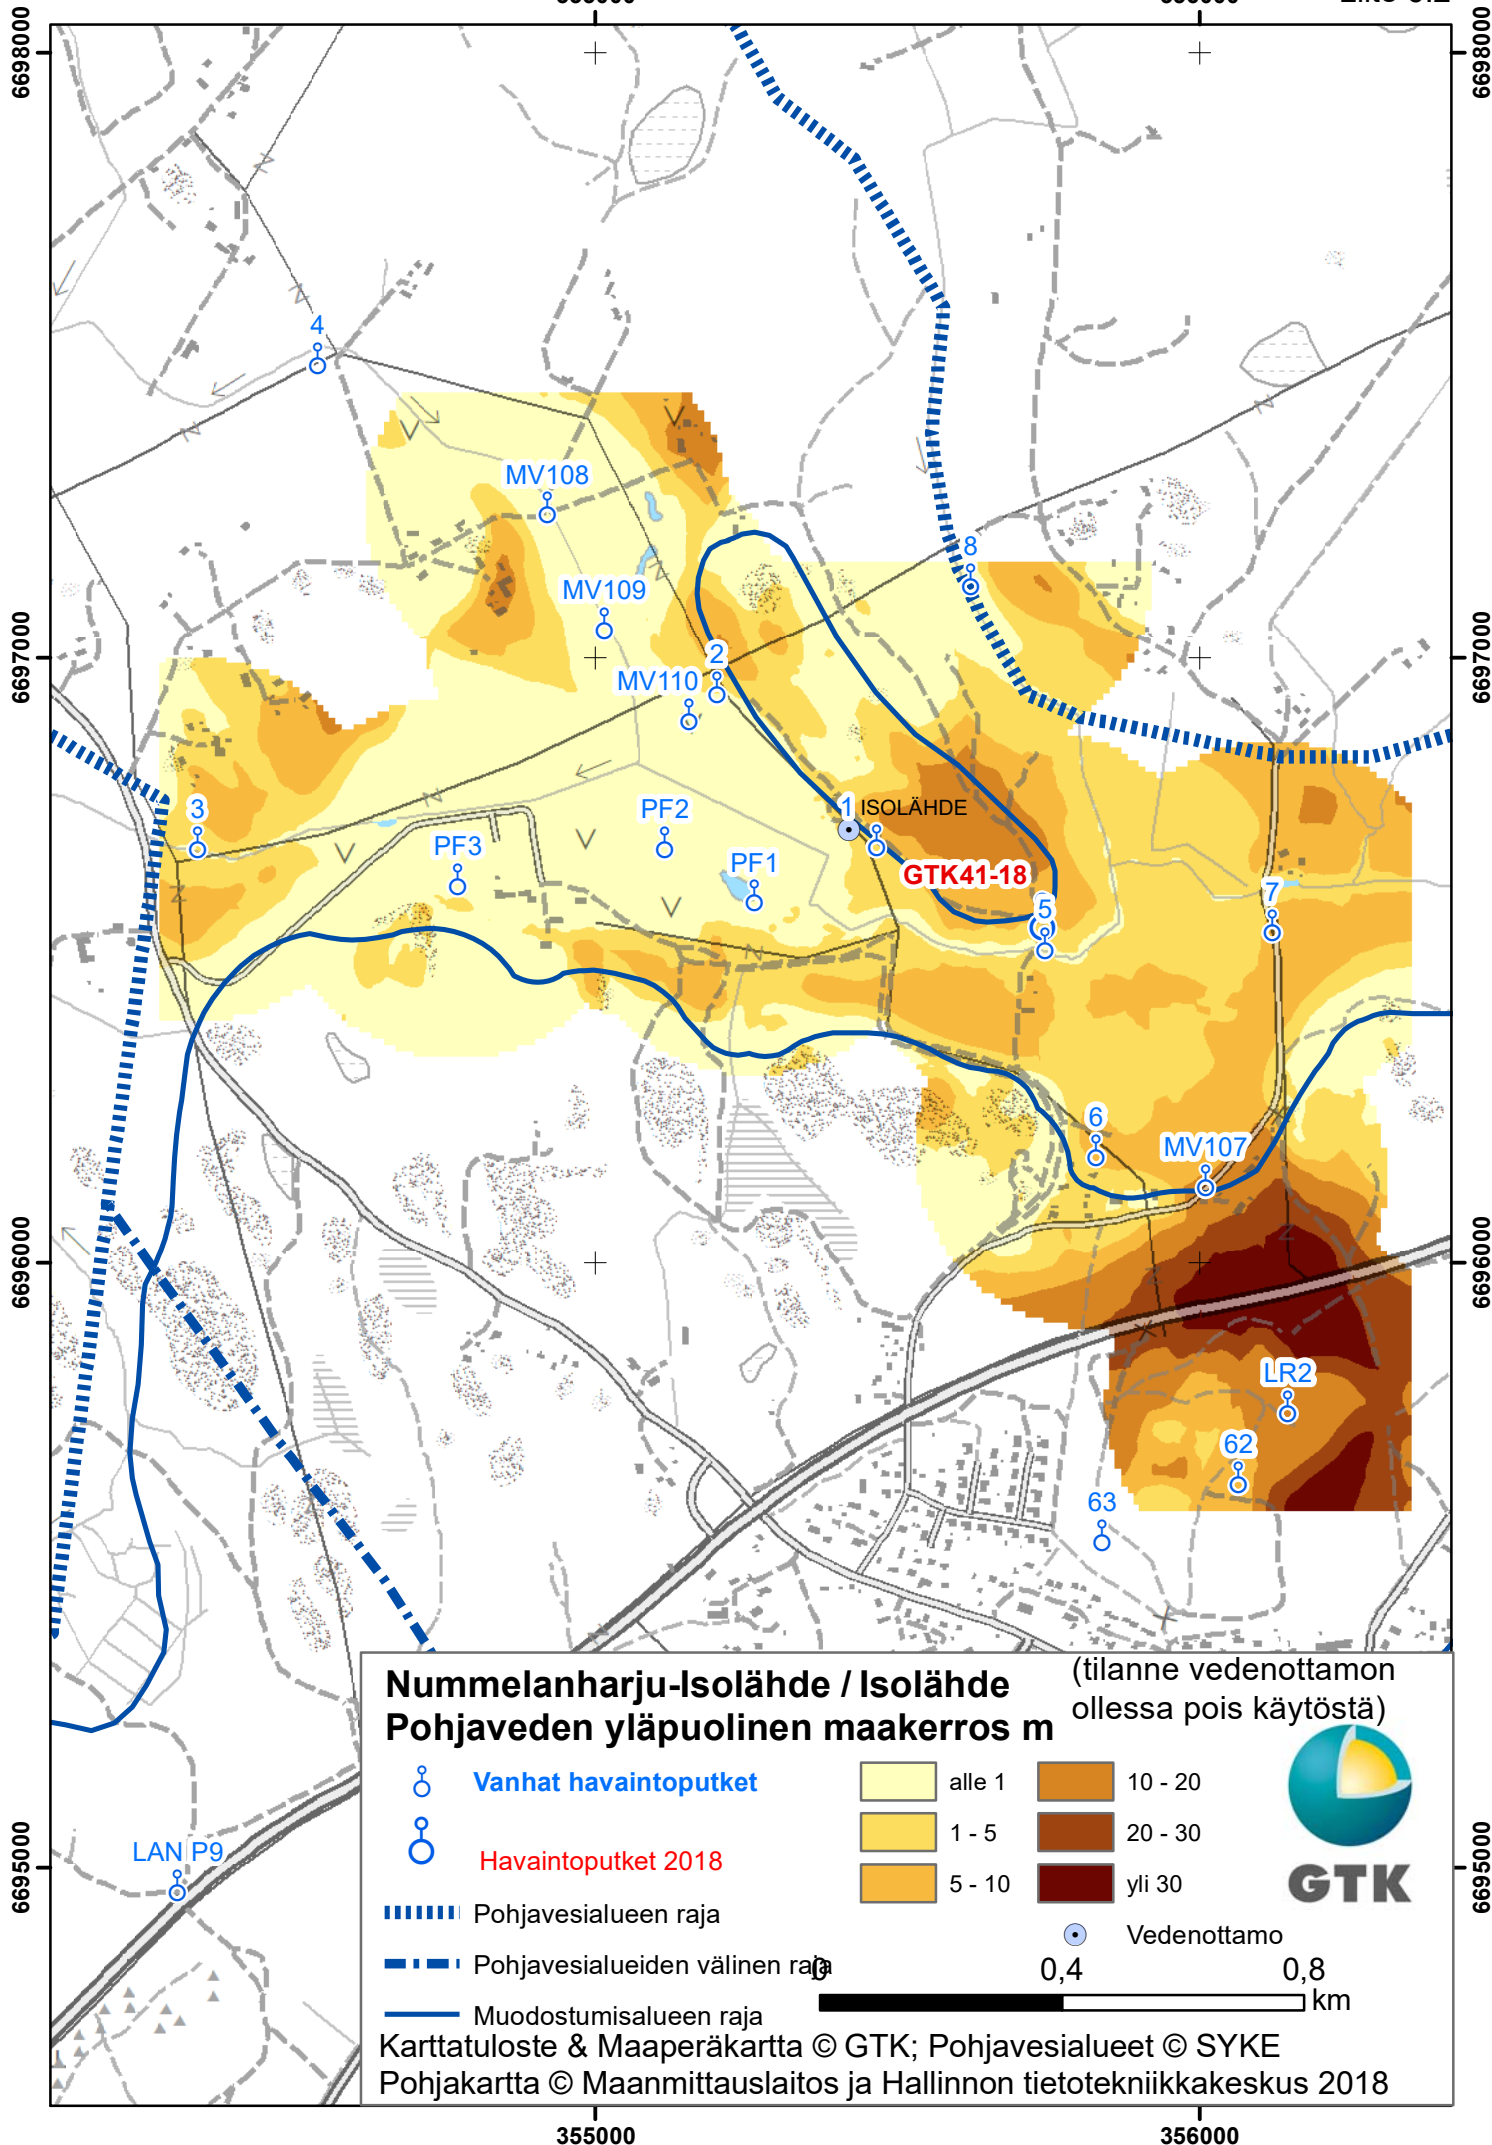 6698000
6698000
4
MV108
8
MV109
6697000
2
6697000
MV110
3
PF2
1
ISOLÄHDE
PF3
PF1
GTK41-18
7
5
6
MV107
6696000
6696000
LR2
62
63
Nummelanharju-Isolähde / Isolähde
(tilanne vedenottamon
ollessa pois käytöstä)
Pohjaveden yläpuolinen maakerros m
Vanhat havaintoputket
alle 1
10 - 20
1 - 5
20 - 30
LAN P9
Havaintoputket 2018
5 - 10
yli 30
GTK
6695000
6695000
Pohjavesialueen raja
Vedenottamo
Pohjavesialueiden välinen raja
0
0,4
0,8
km
Muodostumisalueen raja
Karttatuloste & Maaperäkartta © GTK; Pohjavesialueet © SYKE
Pohjakartta © Maanmittauslaitos ja Hallinnon tietotekniikkakeskus 2018
355000
356000